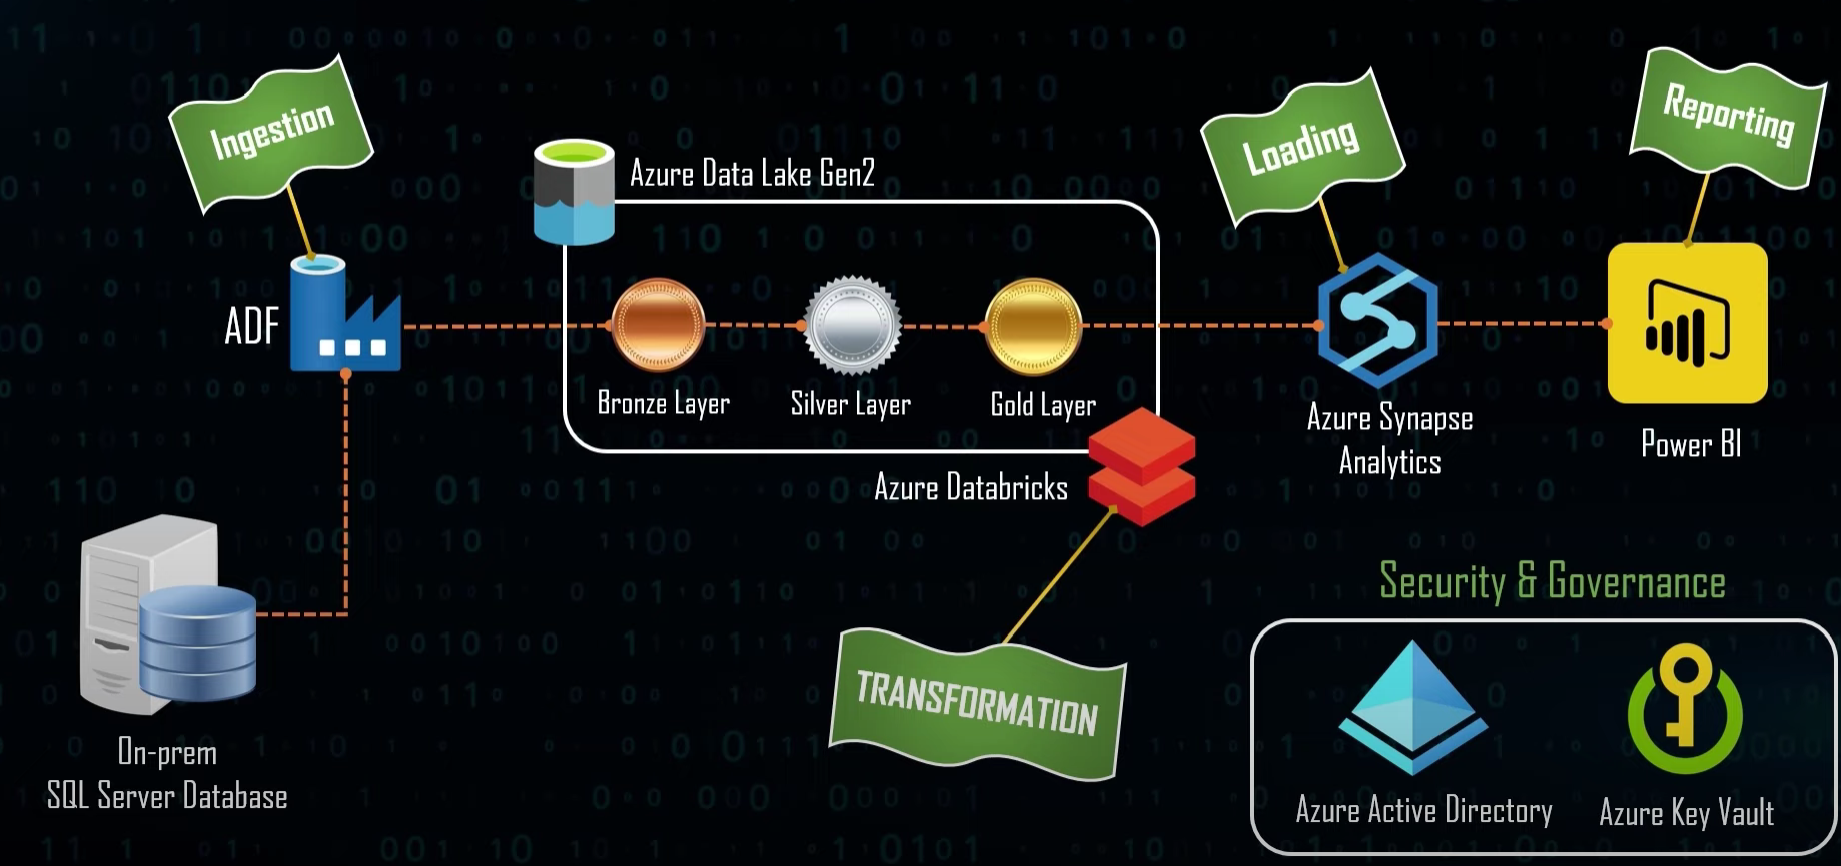 Ingestion
Loading
Reporting
Azure Data Lake Gen2
ADF
Bronze Layer
Silver Layer
Gold Layer
Azure Synapse
Analytics
Power BI
Azure Databricks
TRANSFORMATION
On-prem
SQL Server Database
Security & Governance
Azure Active Directory
Azure Key Vault